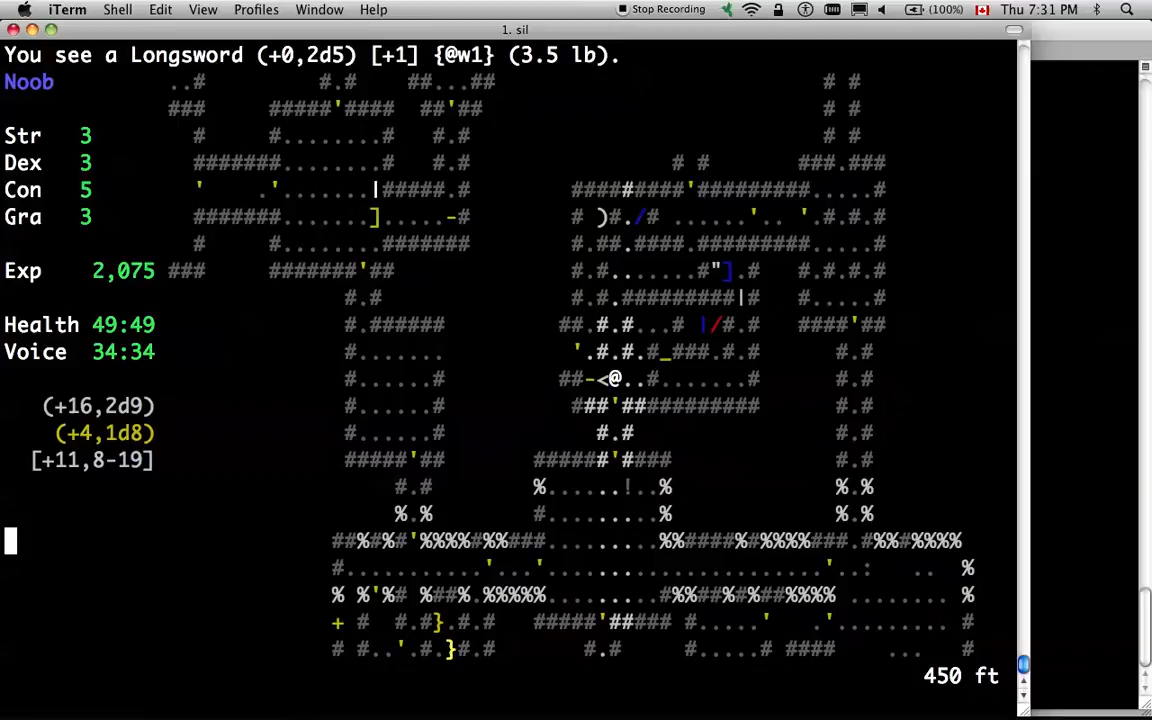 iTerm Shell Edit View Profiles Window Help Stop Recording (100%) Thu 7:31 PM
1. sil
You see a Longsword (+0,2d5) [+1] {@w1} (3.5 lb).
Noob
Str 3
Dex 3
Con 5
Gra 3
Exp 2,075
Health 49:49
Voice 34:34
(+16,2d9)
(+4,1d8)
[+11,8-19]
450 ft